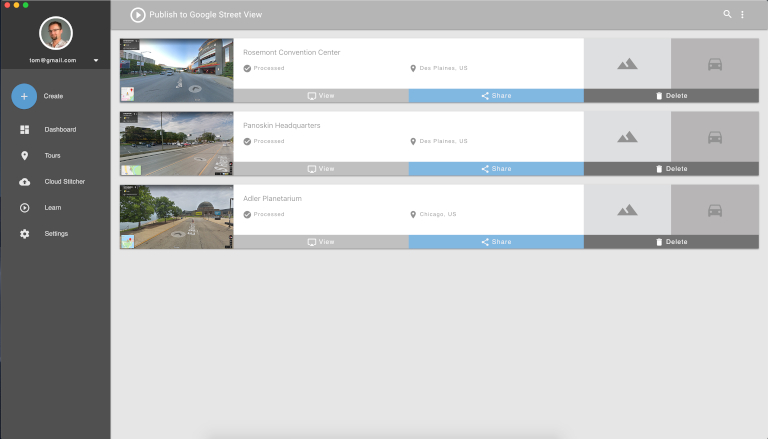 Publish to Google Street View
tom@gmail.com
Create
Dashboard
Tours
Cloud Stitcher
Learn
Settings
Rosemont Convention Center
Processed
Des Plaines, US
View
Share
Delete
Panoskin Headquarters
Processed
Des Plaines, US
View
Share
Delete
Adler Planetarium
Processed
Chicago, US
View
Share
Delete